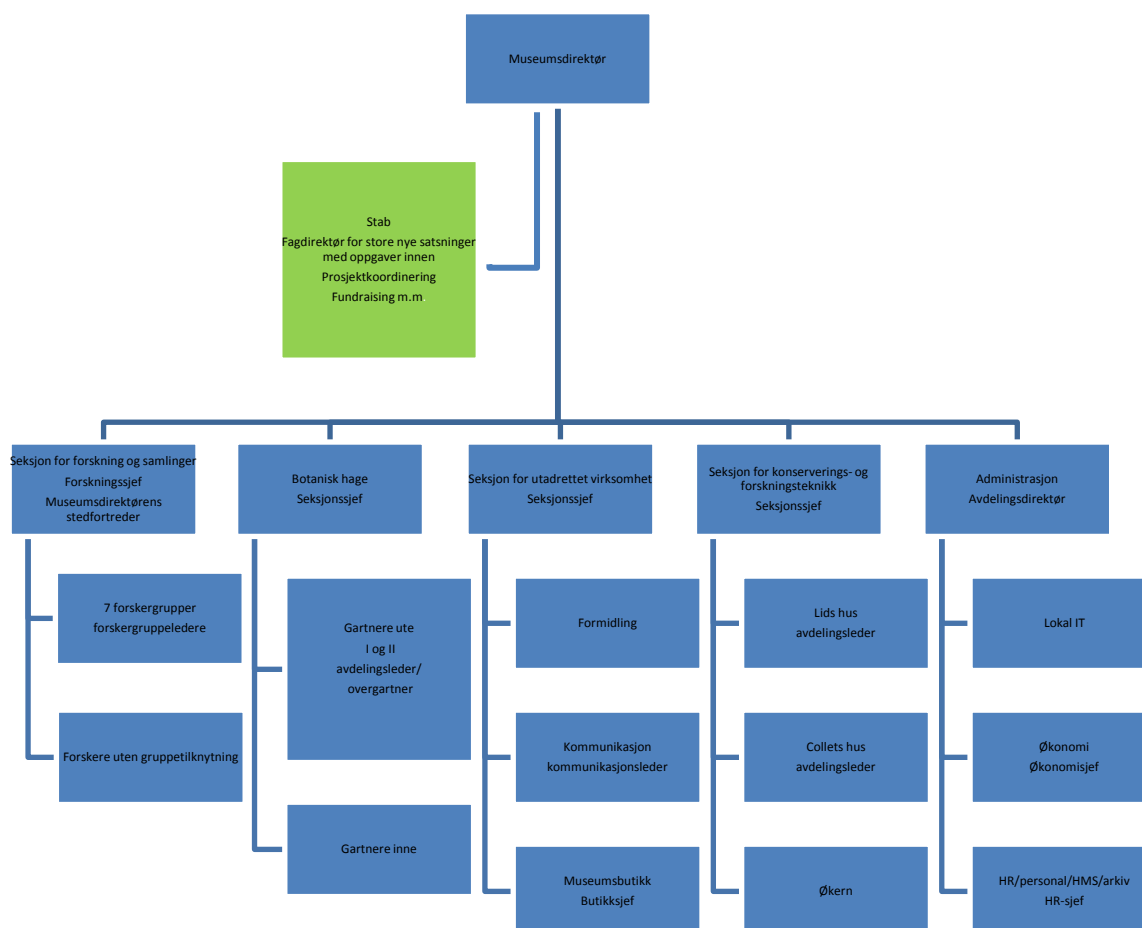 Museumsdirektør
Stab
Fagdirektør for store nye satsninger
med oppgaver innen
Prosjektkoordinering
Fundraising m.m.
Seksjon for forskning og samlinger
Forskningssjef
Museumsdirektørens
stedfortreder
Botanisk hage
Seksjonssjef
Seksjon for utadrettet virksomhet
Seksjonssjef
Seksjon for konserverings- og
forskningsteknikk
Seksjonssjef
Administrasjon
Avdelingsdirektør
7 forskergrupper
forskergruppeledere
Forskere uten gruppetilknytning
Gartnere ute
I og II
avdelingsleder/
overgartner
Gartnere inne
Formidling
Kommunikasjon
kommunikasjonsleder
Museumsbutikk
Butikksjef
Lids hus
avdelingsleder
Collets hus
avdelingsleder
Økern
Lokal IT
Økonomi
Økonomisjef
HR/personal/HMS/arkiv
HR-sjef